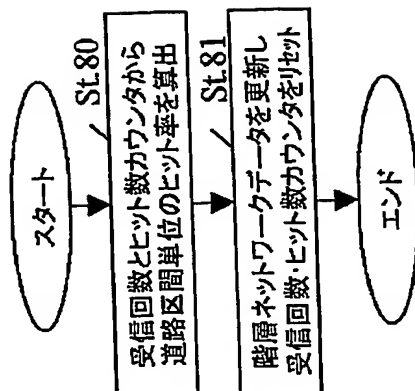 スタート
St.80
受信回数とヒット数カウンタから
道路区間単位のヒット率を算出
St.81
階層ネットワークデータを更新し
受信回数・ヒット数カウンタをリセット
エンド